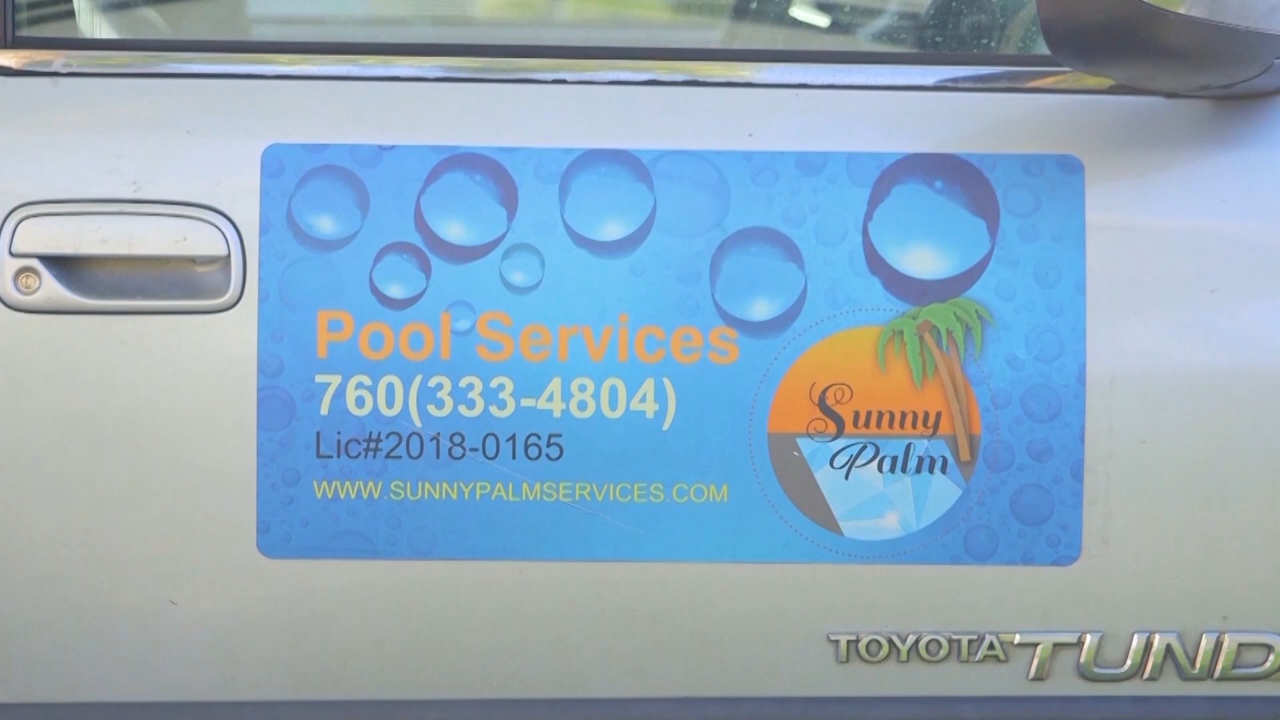 Pool Services
760(333-4804)
Lic#2018-0165
WWW.SUNNYPALMSERVICES.COM
Sunny
Palm
TOYOTA TUND